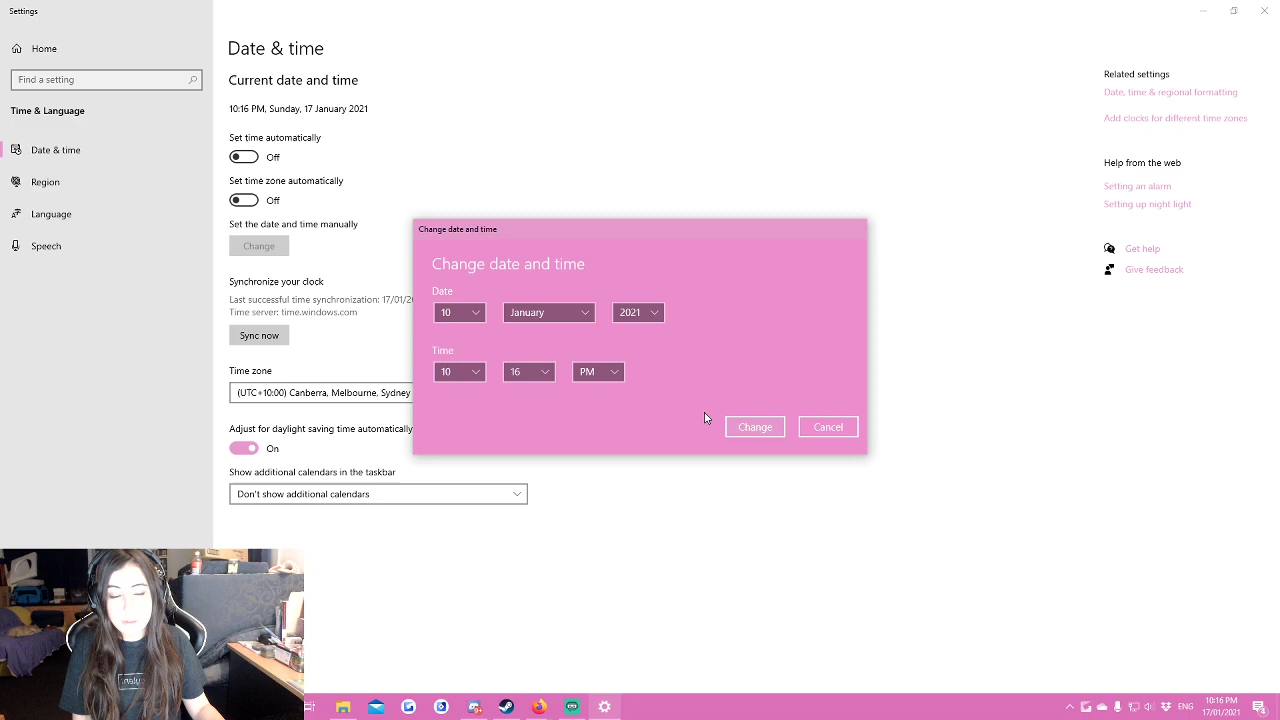 Settings
Home
Find a setting
Time & Language
Date & time
Region
Language
Speech
Date & time
Current date and time
10:16 PM, Sunday, 17 January 2021
Set time automatically
Off
Set time zone automatically
Off
Set the date and time manually
Change
Synchronize your clock
Last successful time synchronization: 17/01/2
Time server: time.windows.com
Sync now
Time zone
(UTC+10:00) Canberra, Melbourne, Sydney
Adjust for daylight saving time automatically
On
Show additional calendars in the taskbar
Don't show additional calendars
Change date and time
Change date and time
Date
10 January 2021
Time
10 16 PM
Change Cancel
Related settings
Date, time & regional formatting
Add clocks for different time zones
Help from the web
Setting an alarm
Setting up night light
Get help
Give feedback
ENG
10:16 PM
17/01/2021